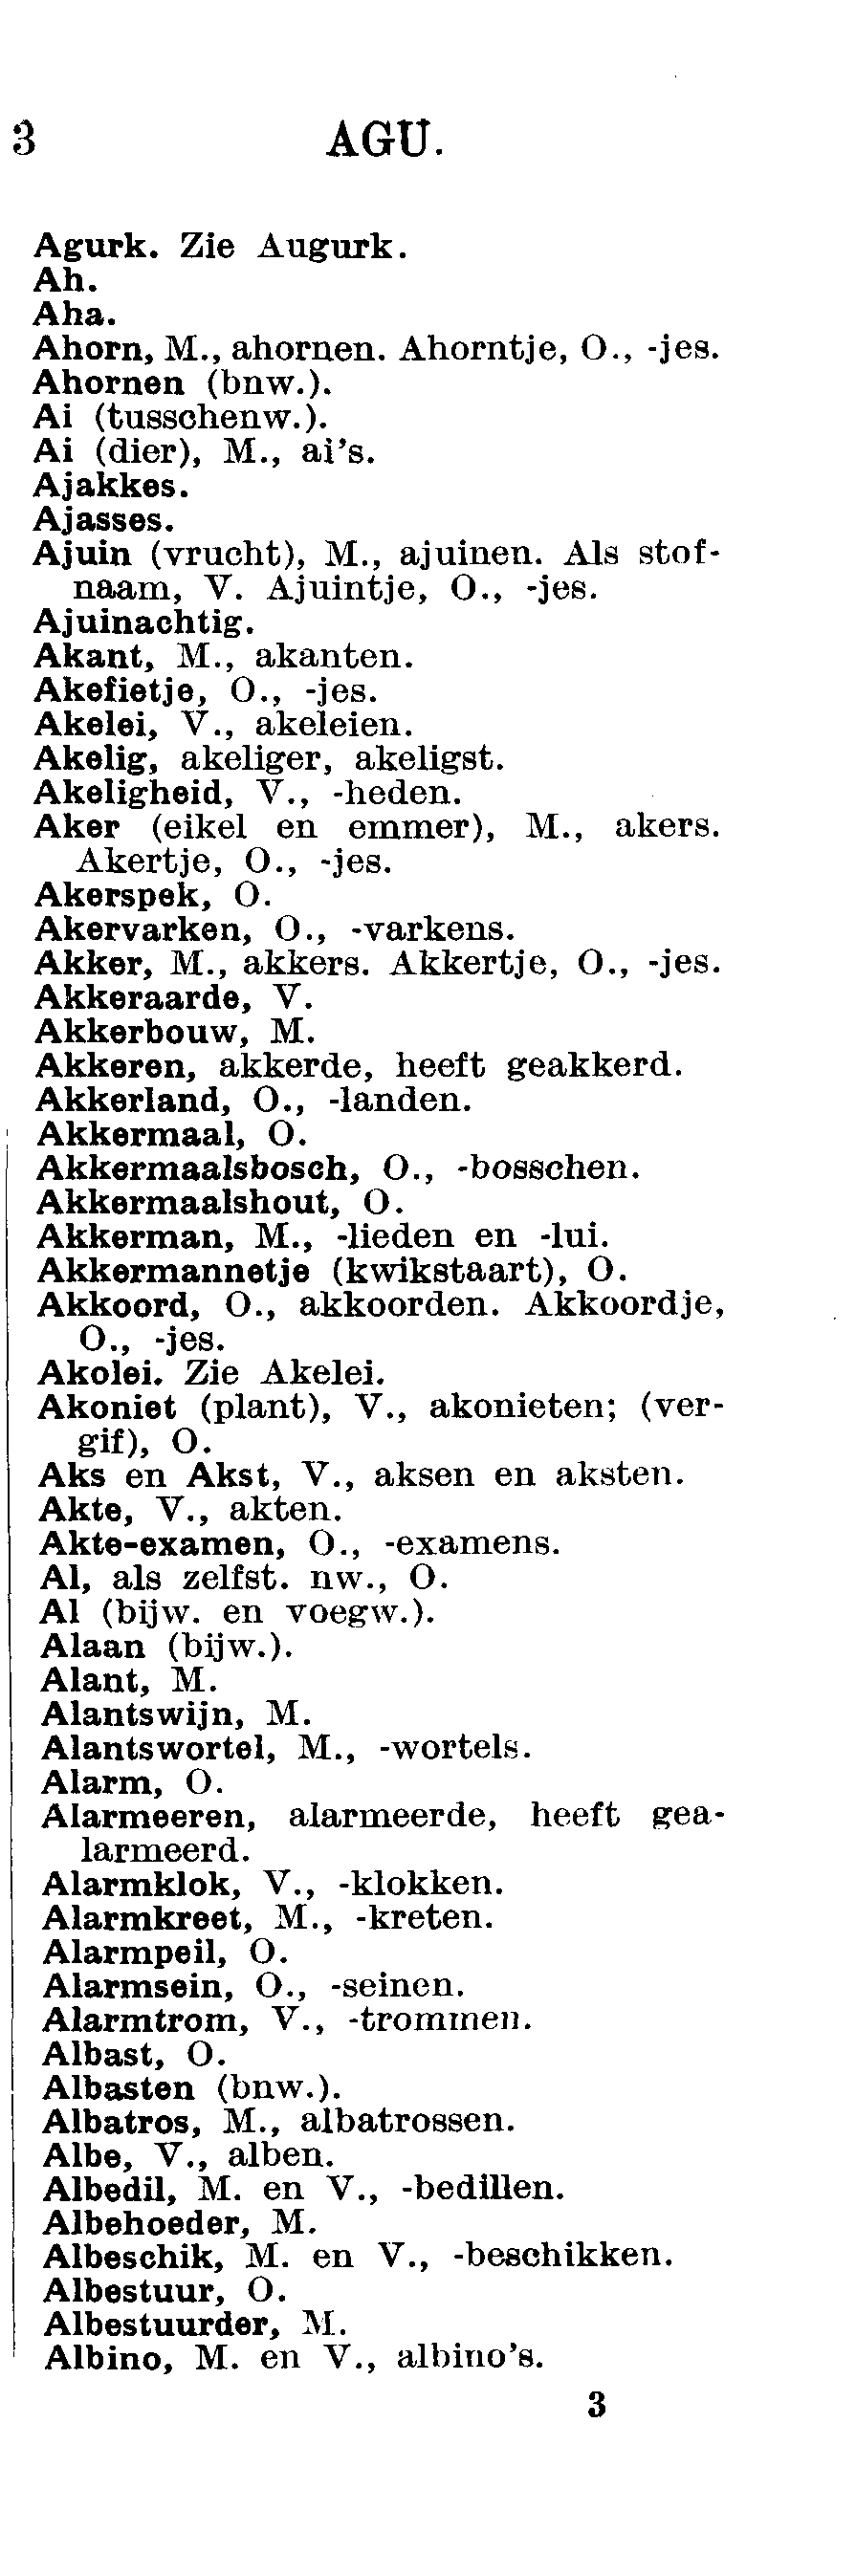 3 AGU.
Agurk. Zie Augurk.
Ah.
Aha.
Ahorn, M., ahornen. Ahorntje, O., -jes.
Ahornen (bnw.).
Ai (tusschenw.).
Ai (dier), M., ai's.
Ajakkes.
Ajasses.
Ajuin (vrucht), M., ajuinen. Als stof-
naam, V. Ajuintje, O., -jes.
Ajuinachtig.
Akant, M., akanten.
Akefietje, O., -jes.
Akelei, V., akeleien.
Akelig, akeliger, akeligst.
Akeligheid, V., -heden.
Aker (eikel en emmer), M., akers.
Akertje, O., -jes.
Akerspek, O.
Akervarken, O., -varkens.
Akker, M., akkers. Akkertje, O., -jes.
Akkeraarde, V.
Akkerbouw, M.
Akkeren, akkerde, heeft geakkerd.
Akkerland, O., -landen.
Akkermaal, O.
Akkermaalsbosch, O., -bosschen.
Akkermaalshout, O.
Akkerman, M., -lieden en -lui.
Akkermannetje (kwikstaart), O.
Akkoord, O., akkoorden. Akkoordje,
O., -jes.
Akolei. Zie Akelei.
Akoniet (plant), V., akonieten; (ver-
gif), O.
Aks en Akst, V., aksen en aksten.
Akte, V., akten.
Akte-examen, O., -examens.
Al, als zelfst. nw., O.
Al (bijw. en voegw.).
Alaan (bijw.).
Alant, M.
Alantswijn, M.
Alantswortel, M., -wortels.
Alarm, O.
Alarmeeren, alarmeerde, heeft gea-
larmeerd.
Alarmklok, V., -klokken.
Alarmkreet, M., -kreten.
Alarmpeil, O.
Alarmsein, O., -seinen.
Alarmtrom, V., -trommen.
Albast, O.
Albasten (bnw.).
Albatros, M., albatrossen.
Albe, V., alben.
Albedil, M. en V., -bedillen.
Albehoeder, M.
Albeschik, M. en V., -beschikken.
Albestuur, O.
Albestuurder, M.
Albino, M. en V., albino's.
3